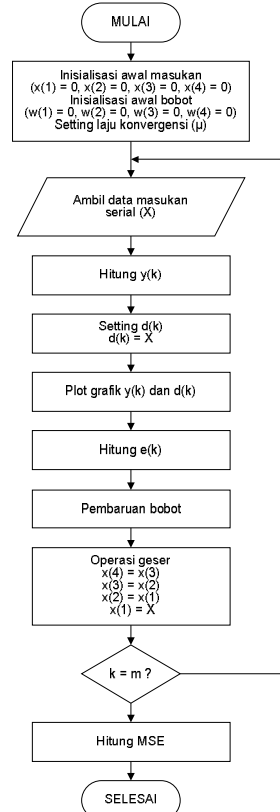 MULAI
Inisialisasi awal masukan
(x(1) = 0, x(2) = 0, x(3) = 0, x(4) = 0)
Inisialisasi awal bobot
(w(1) = 0, w(2) = 0, w(3) = 0, w(4) = 0)
Setting laju konvergensi (μ)
Ambil data masukan
serial (X)
Hitung y(k)
Setting d(k)
d(k) = X
Plot grafik y(k) dan d(k)
Hitung e(k)
Pembaruan bobot
Operasi geser
x(4) = x(3)
x(3) = x(2)
x(2) = x(1)
x(1) = X
k = m ?
Hitung MSE
SELESAI